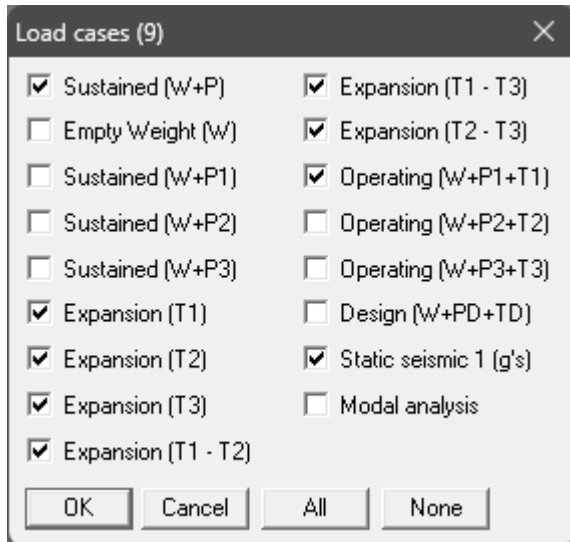 Load cases (9)
Sustained (W+P)
Empty Weight (W)
Sustained (W+P1)
Sustained (W+P2)
Sustained (W+P3)
Expansion (T1)
Expansion (T2)
Expansion (T3)
Expansion (T1 - T2)
Expansion (T1 - T3)
Expansion (T2 - T3)
Operating (W+P1+T1)
Operating (W+P2+T2)
Operating (W+P3+T3)
Design (W+PD+TD)
Static seismic 1 (g's)
Modal analysis
OK Cancel All None